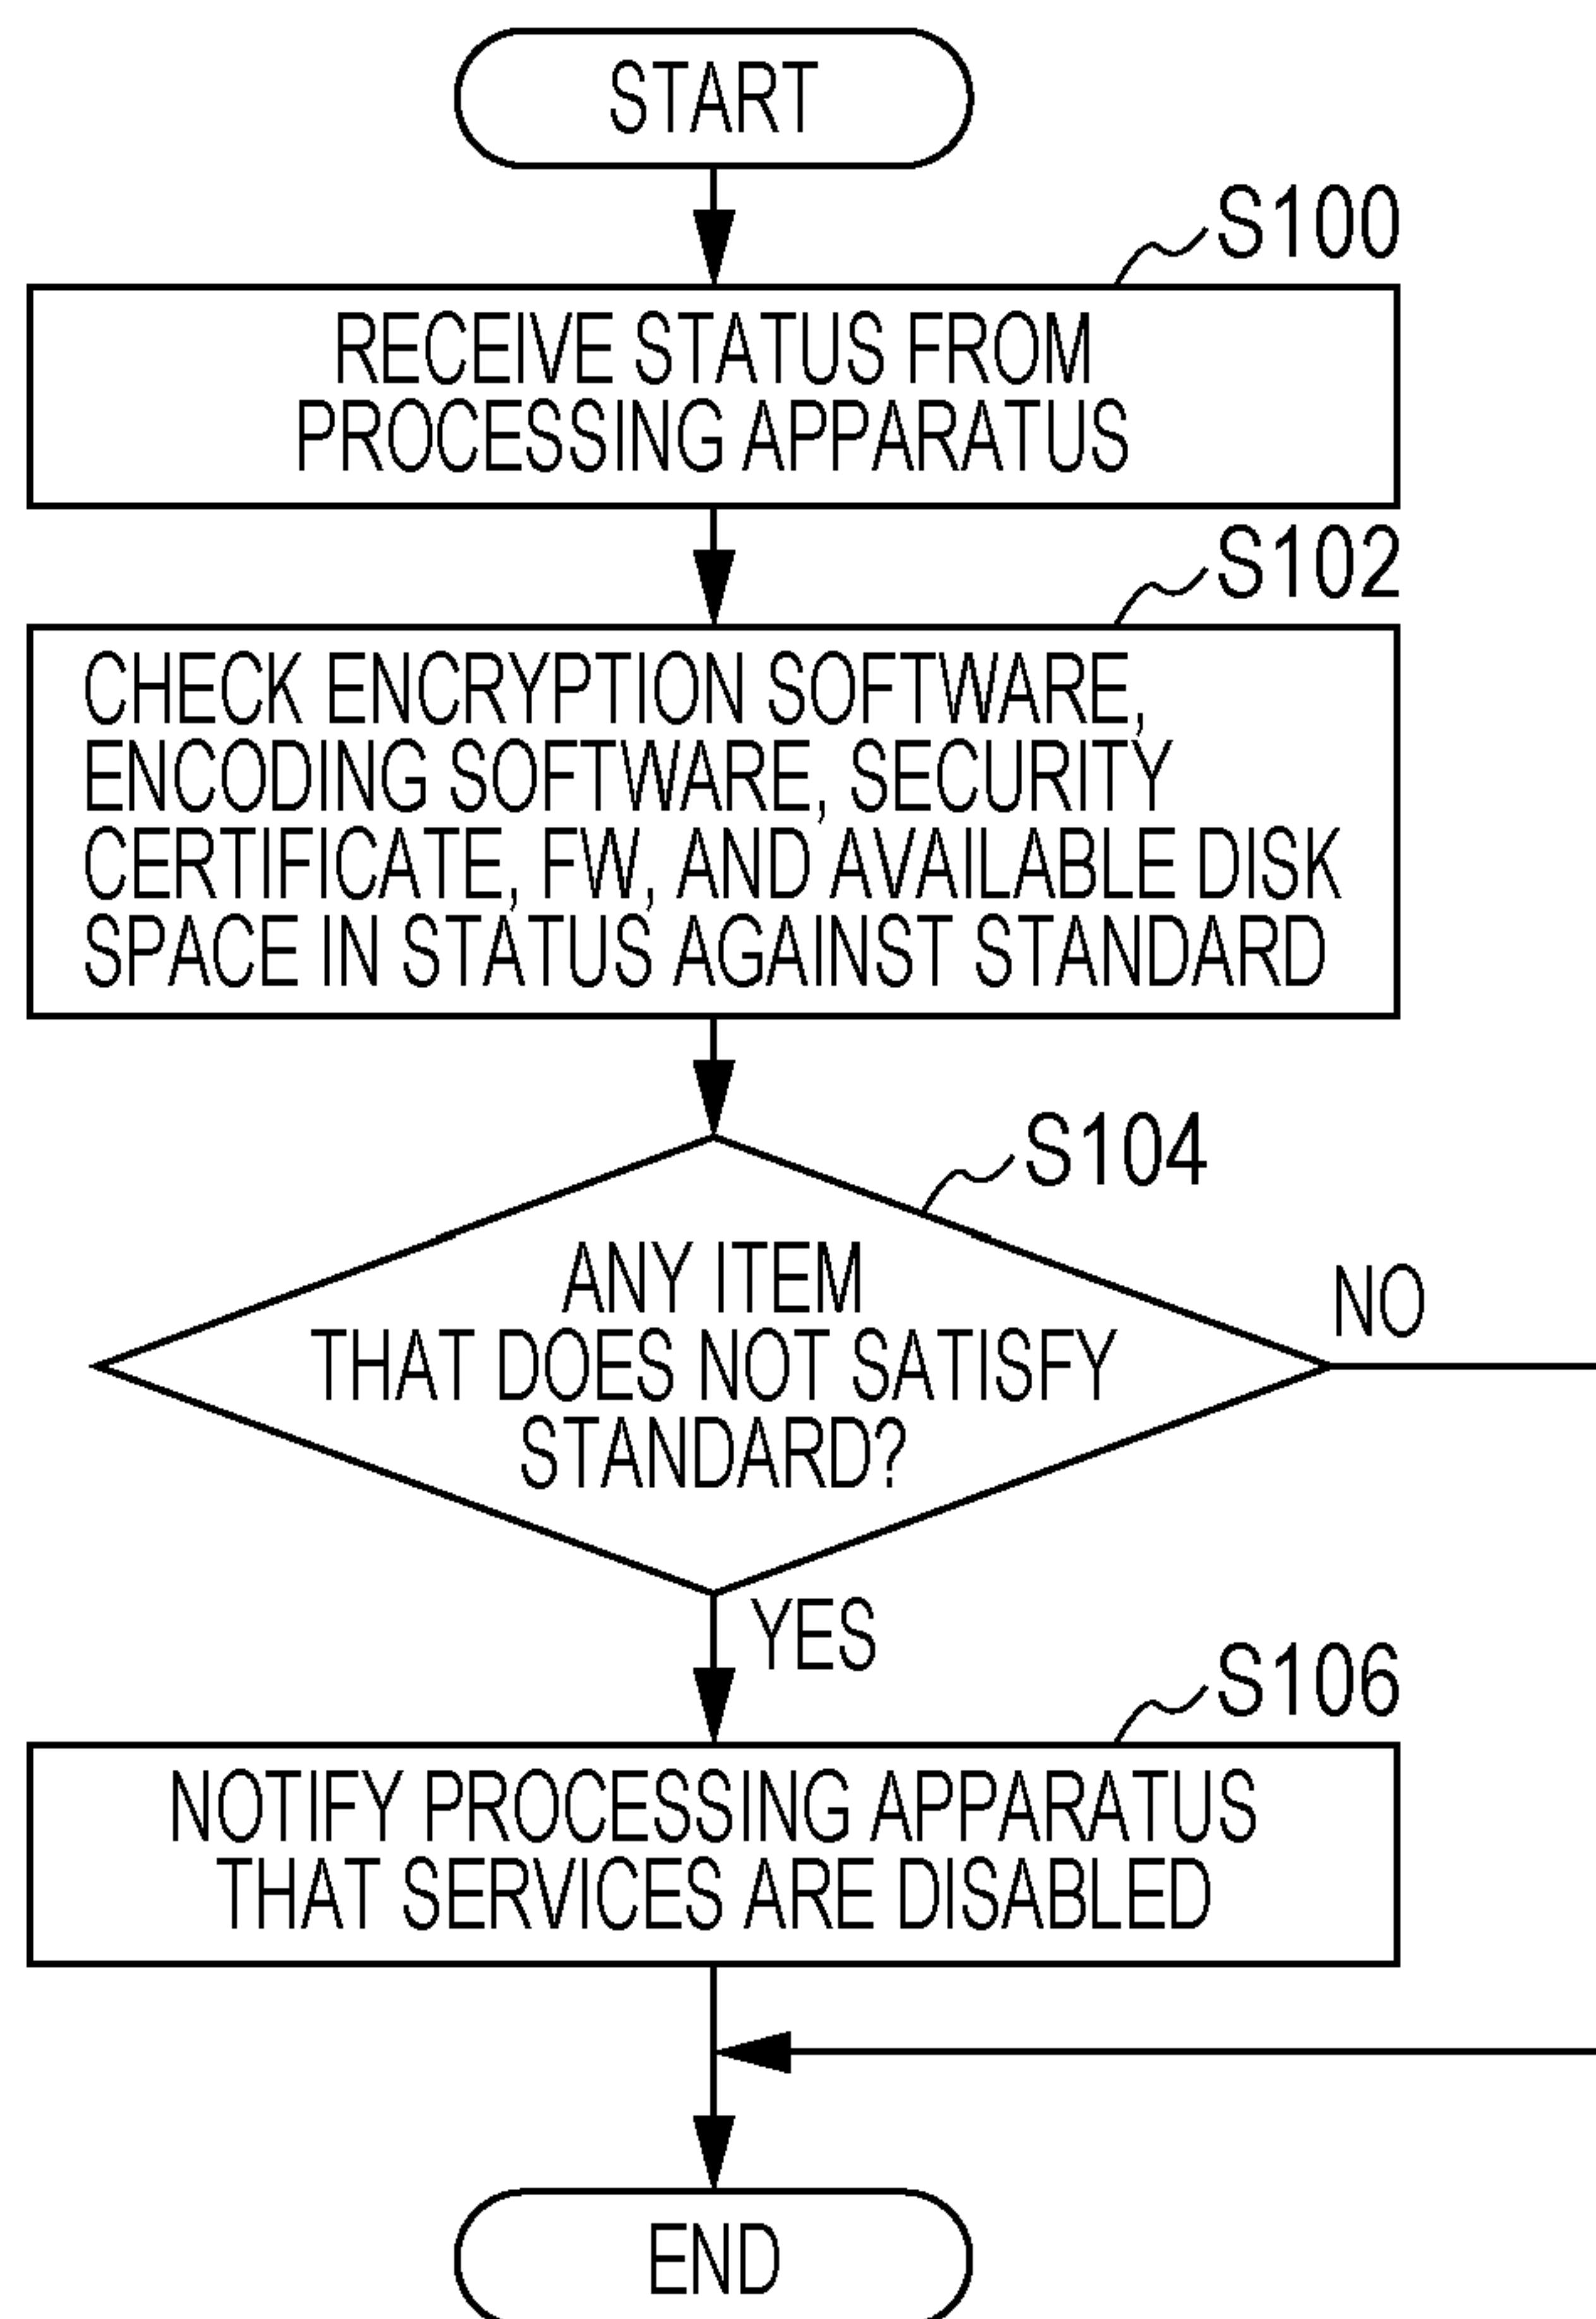 START
S100
RECEIVE STATUS FROM
PROCESSING APPARATUS
S102
CHECK ENCRYPTION SOFTWARE,
ENCODING SOFTWARE, SECURITY
CERTIFICATE, FW, AND AVAILABLE DISK
SPACE IN STATUS AGAINST STANDARD
S104
ANY ITEM
THAT DOES NOT SATISFY
STANDARD?
NO
YES
S106
NOTIFY PROCESSING APPARATUS
THAT SERVICES ARE DISABLED
END